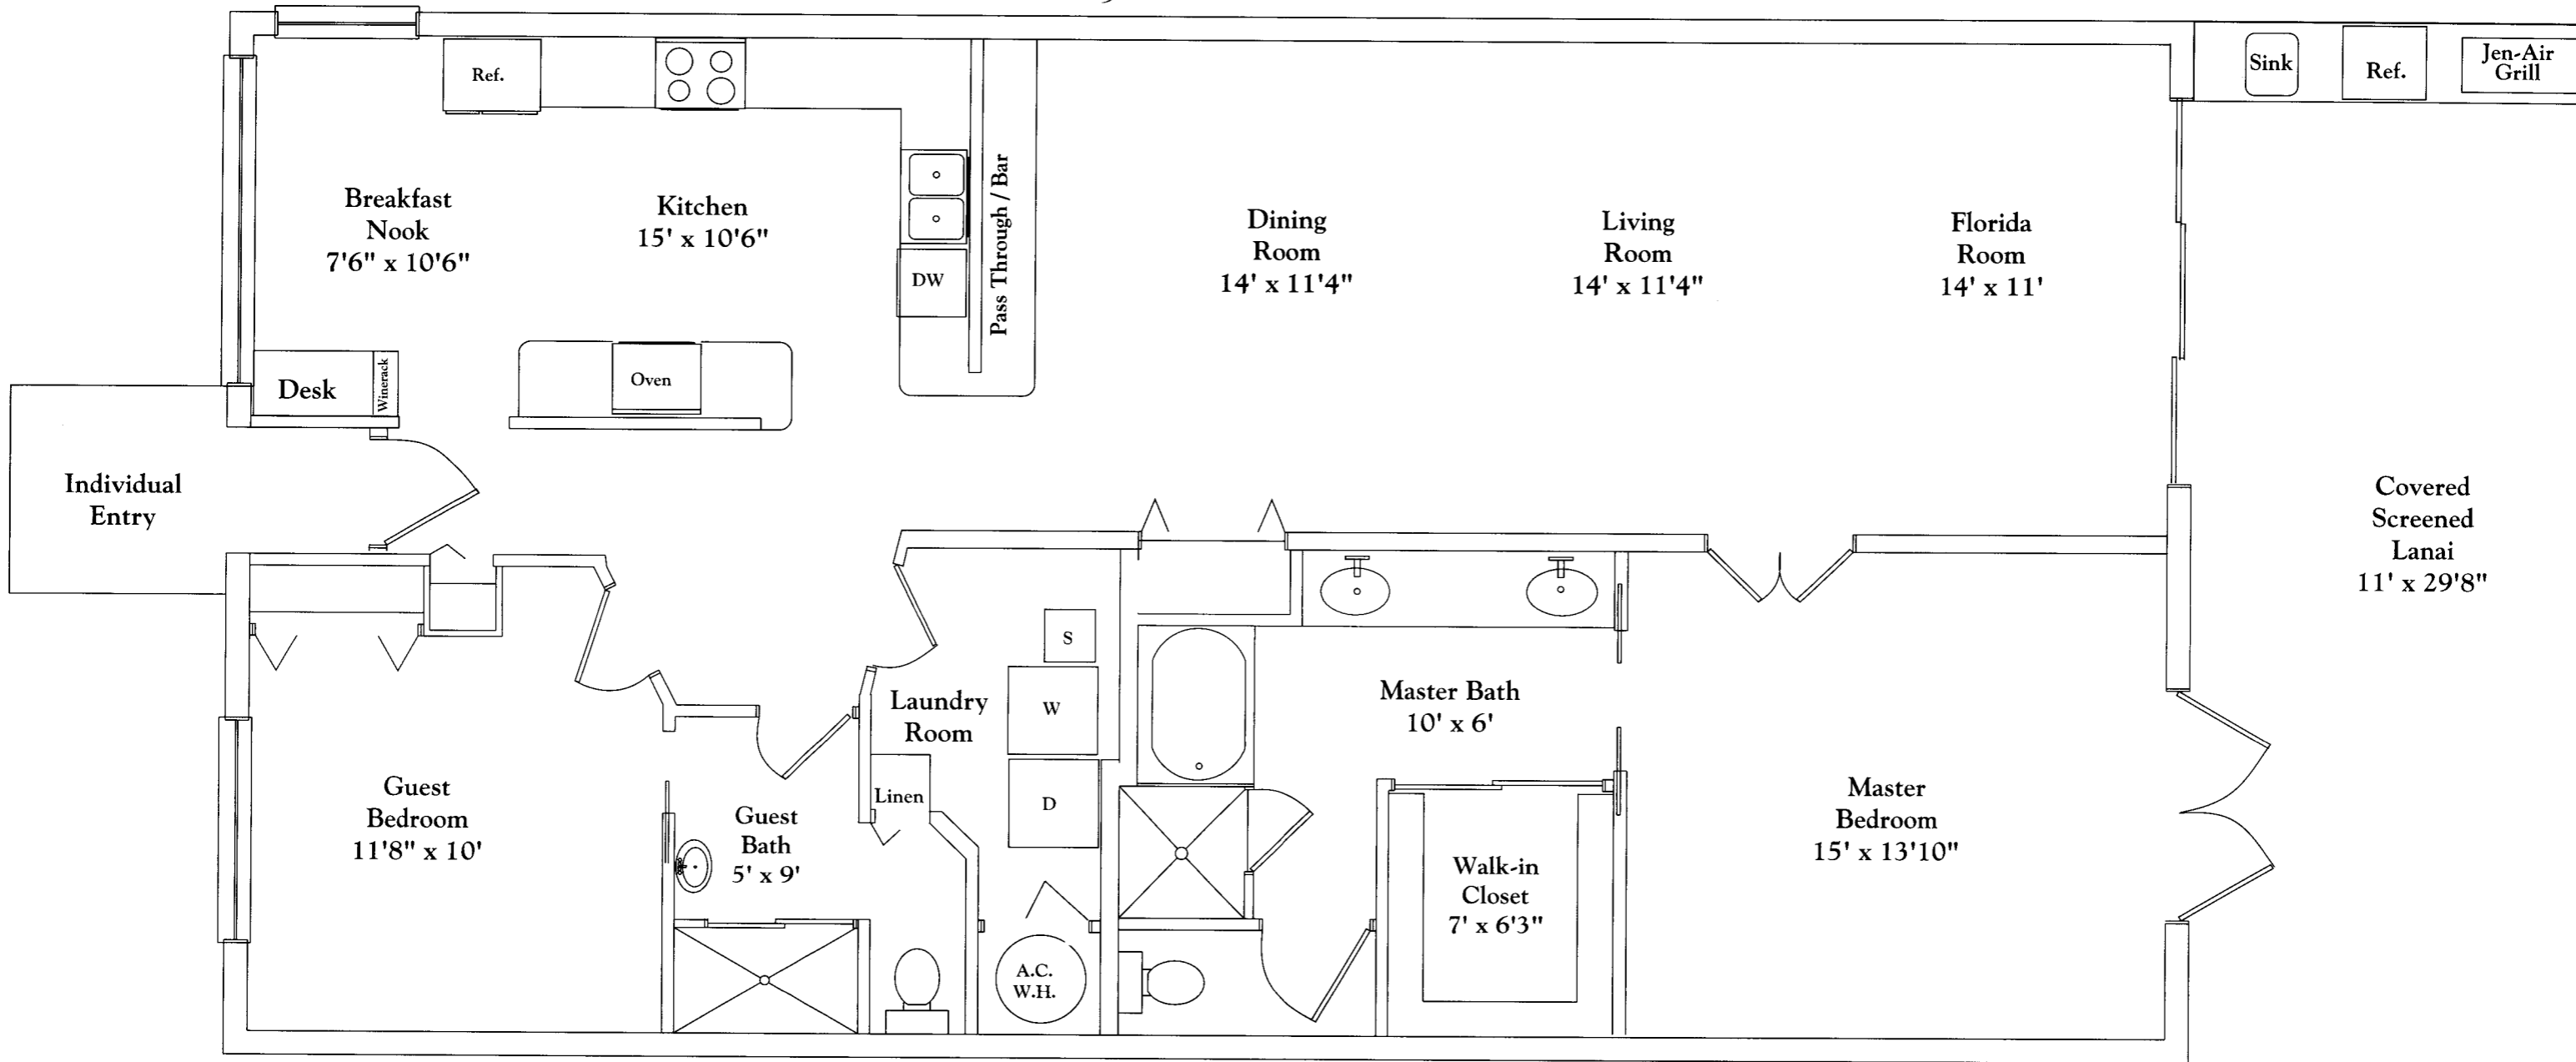 Ref.
Sink
Ref.
Jen-Air
Grill
Breakfast
Nook
7'6" x 10'6"
Kitchen
15' x 10'6"
DW
Pass Through / Bar
Dining
Room
14' x 11'4"
Living
Room
14' x 11'4"
Florida
Room
14' x 11'
Desk
Winerack
Oven
Individual
Entry
Covered
Screened
Lanai
11' x 29'8"
S
W
D
Laundry
Room
Linen
Master Bath
10' x 6'
Guest
Bedroom
11'8" x 10'
Guest
Bath
5' x 9'
Master
Bedroom
15' x 13'10"
Walk-in
Closet
7' x 6'3"
A.C.
W.H.